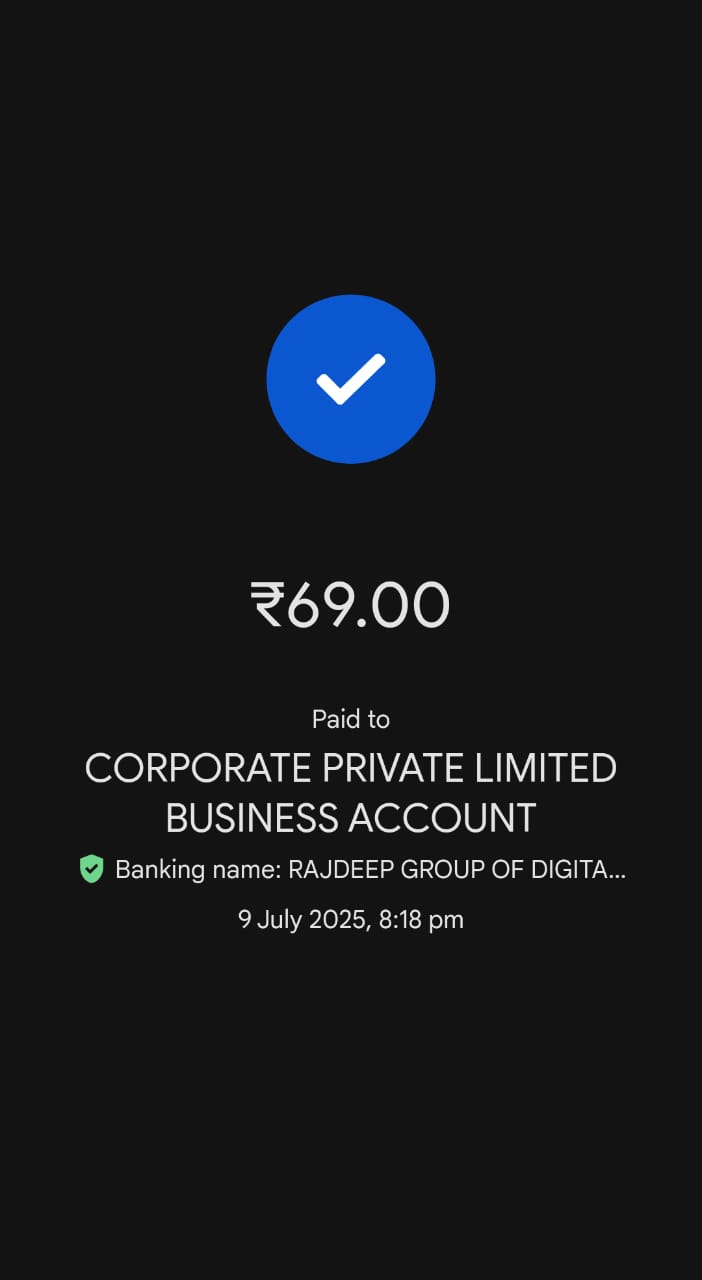 ₹69.00
Paid to
CORPORATE PRIVATE LIMITED
BUSINESS ACCOUNT
Banking name: RAJDEEP GROUP OF DIGITA...
9 July 2025, 8:18 pm